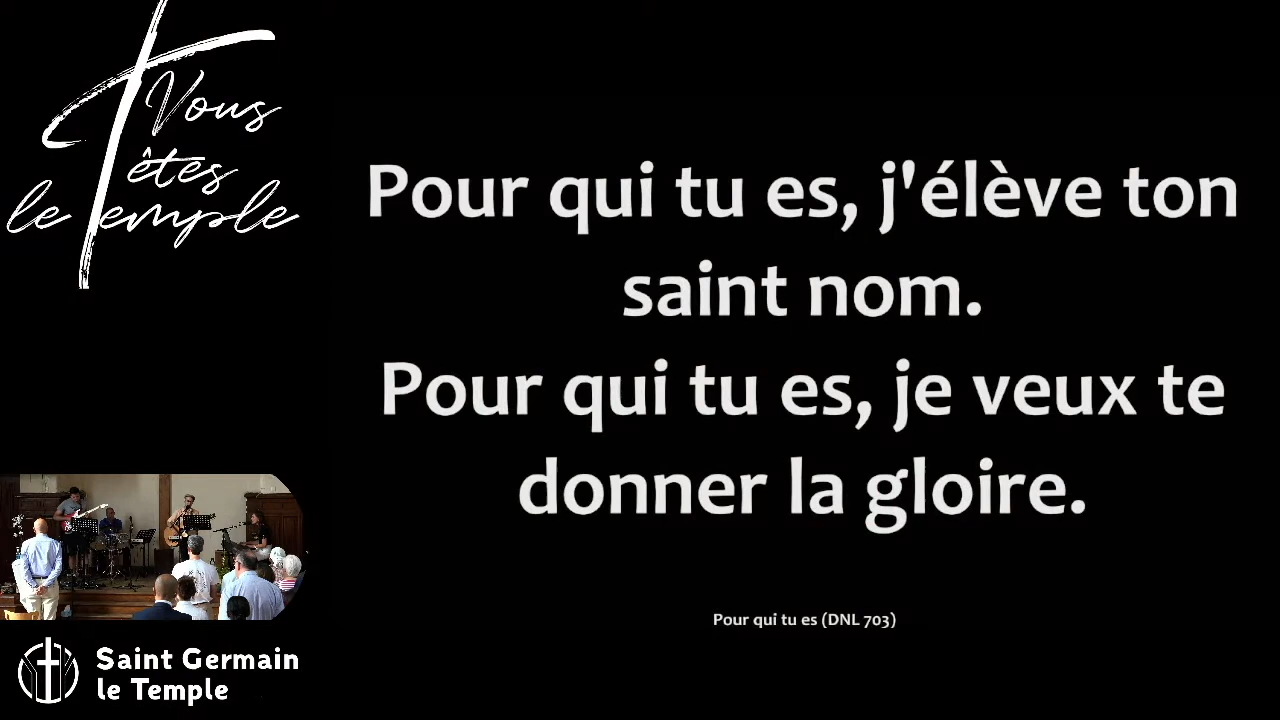 Vous
êtes
le Temple
Pour qui tu es, j'élève ton
saint nom.
Pour qui tu es, je veux te
donner la gloire.
Pour qui tu es (DNL 703)
Saint Germain
le Temple